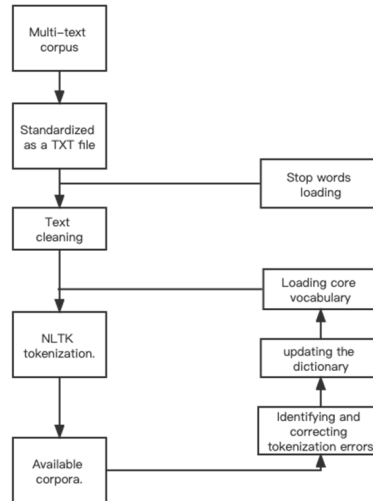 Multi-text
corpus
Standardized
as a TXT file
Stop words
loading
Text
cleaning
Loading core
vocabulary
NLTK
tokenization.
updating the
dictionary
Identifying and
correcting
tokenization errors
Available
corpora.